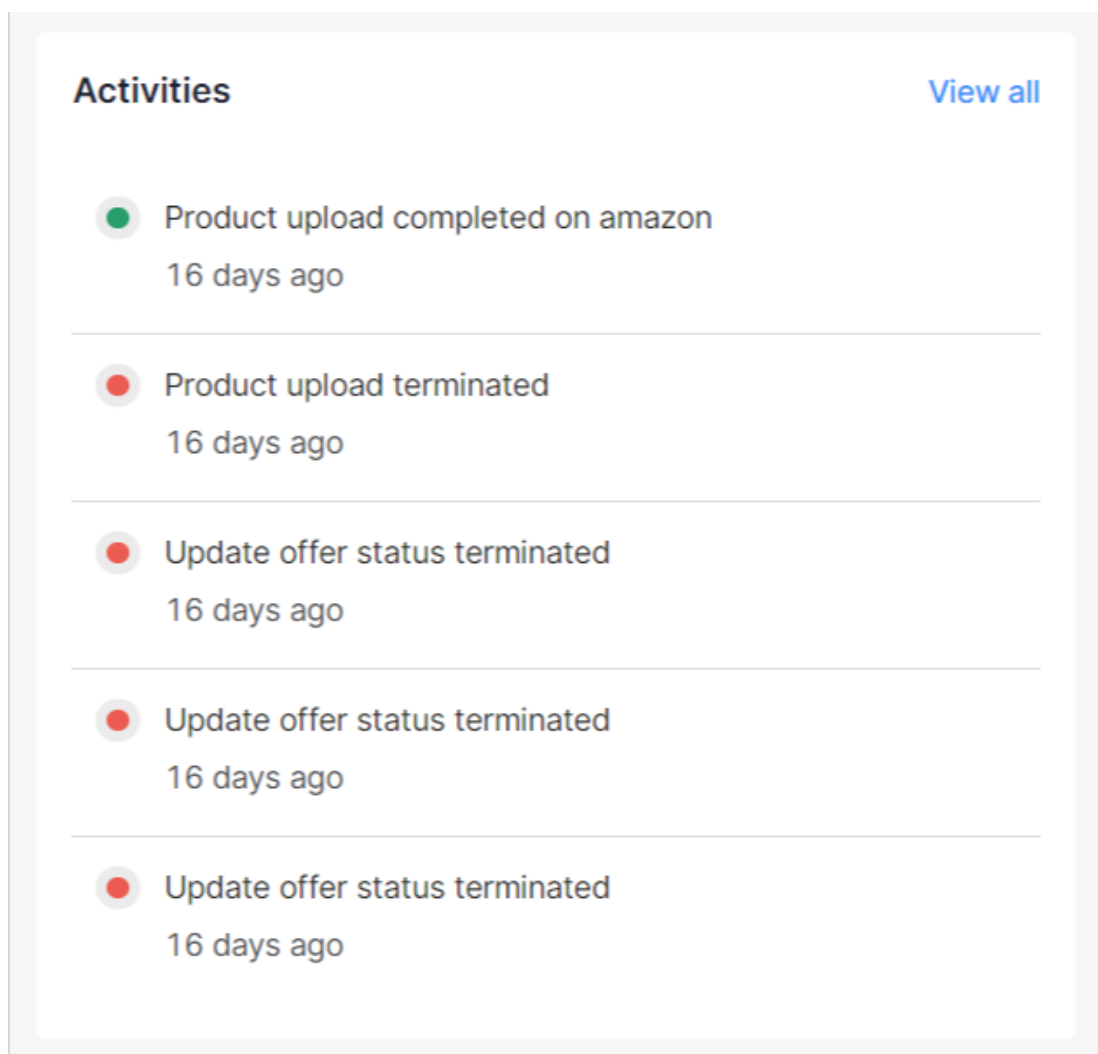 Activities
View all
Product upload completed on amazon
16 days ago
Product upload terminated
16 days ago
Update offer status terminated
16 days ago
Update offer status terminated
16 days ago
Update offer status terminated
16 days ago